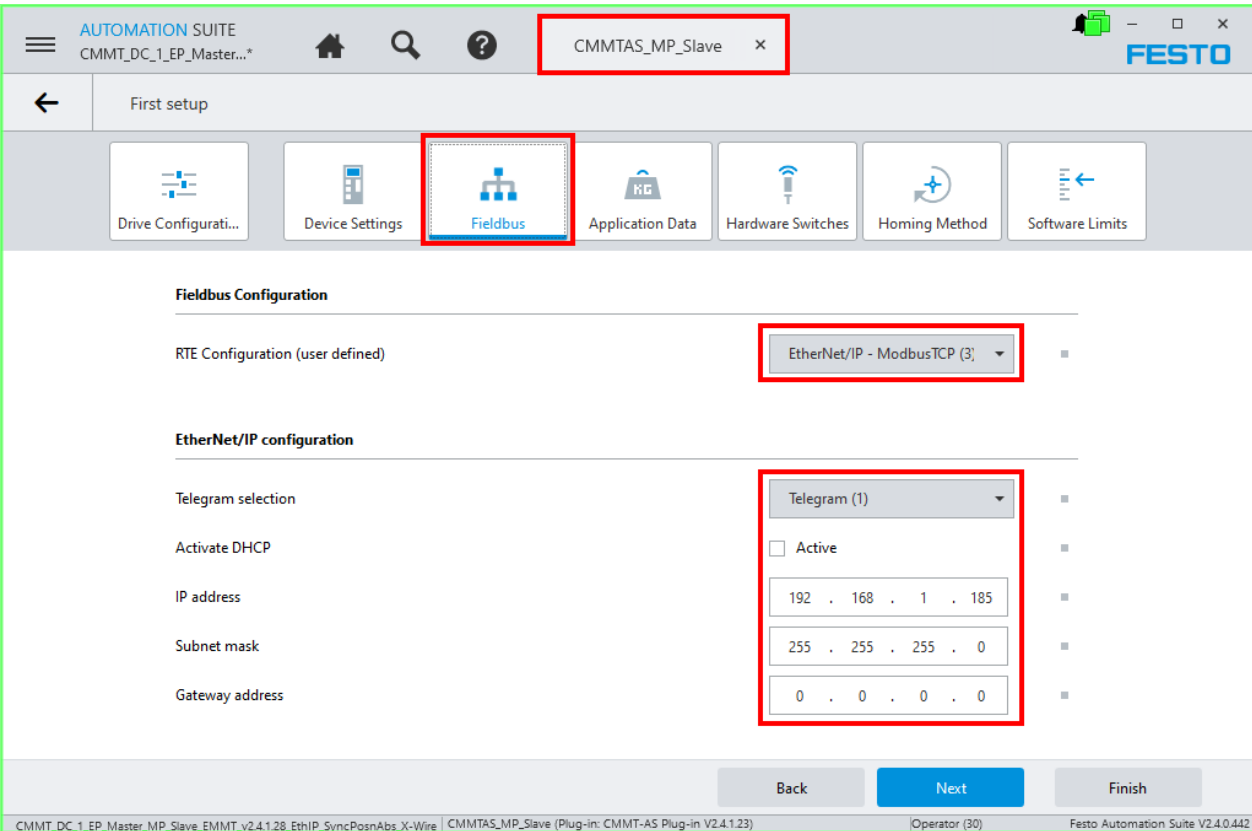 AUTOMATION SUITE
CMMT_DC_1_EP_Master...*
CMMTAS_MP_Slave
FESTO
First setup
Drive Configurati...
Device Settings
Fieldbus
KG
Application Data
Hardware Switches
Homing Method
Software Limits
Fieldbus Configuration
RTE Configuration (user defined)
EtherNet/IP - ModbusTCP (3)
EtherNet/IP configuration
Telegram selection
Telegram (1)
Activate DHCP
Active
IP address
192 . 168 . 1 . 185
Subnet mask
255 . 255 . 255 . 0
Gateway address
0 . 0 . 0 . 0
Back
Next
Finish
CMMT_DC_1_EP_Master_MP_Slave_EMMT_v2.4.1.28_EthIP_SyncPosnAbs_X-Wire
CMMTAS_MP_Slave (Plug-in: CMMT-AS Plug-in V2.4.1.23)
Operator (30)
Festo Automation Suite V2.4.0.442